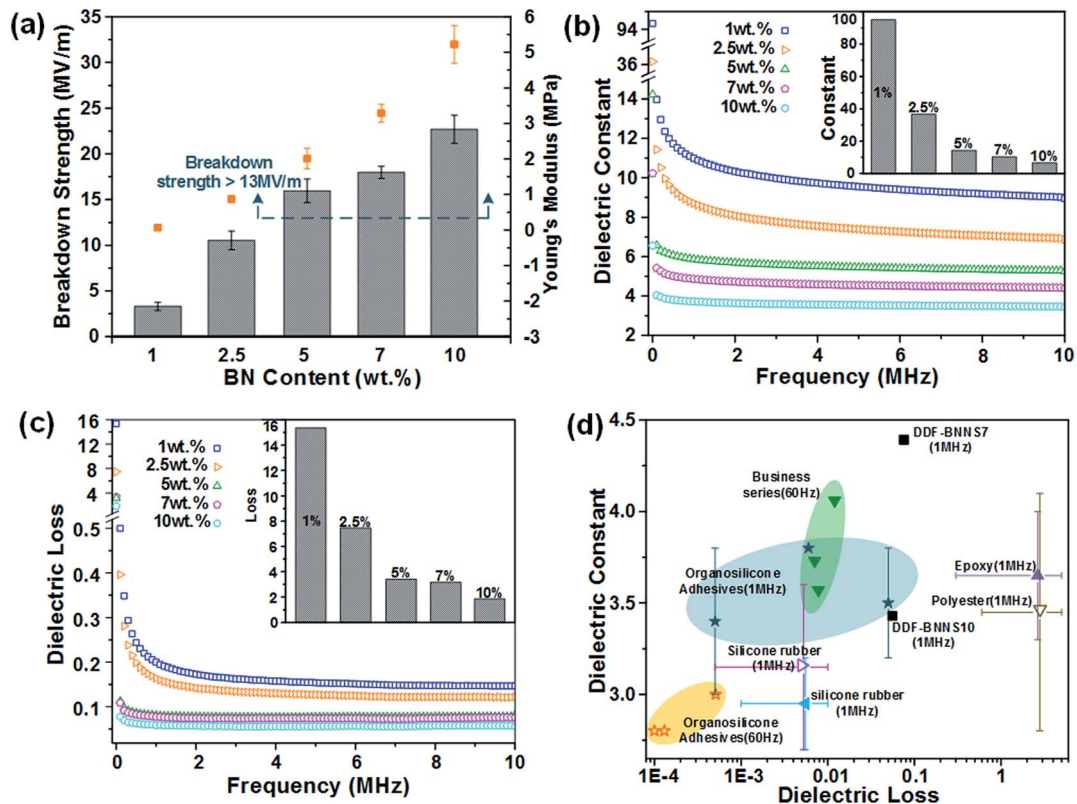 (a)
Breakdown Strength (MV/m)
35
30
25
20
15
10
5
0
Breakdown
strength > 13MV/m
6
5
4
3
2
1
0
-1
-2
-3
Young's Modulus (MPa)
1 2.5 5 7 10
BN Content (wt.%)
(b)
Dielectric Constant
94
36
14
12
10
8
6
4
2
1wt.%
2.5wt.%
5wt.%
7wt.%
10wt.%
Constant
100
80
60
40
20
0
1%
2.5%
5%
7%
10%
0 2 4 6 8 10
Frequency (MHz)
(c)
Dielectric Loss
16
8
4
0.5
0.4
0.3
0.2
0.1
1wt.%
2.5wt.%
5wt.%
7wt.%
10wt.%
Loss
16
14
12
10
8
6
4
2
0
1%
2.5%
5%
7%
10%
0 2 4 6 8 10
Frequency (MHz)
(d)
Dielectric Constant
4.5
4.0
3.5
3.0
DDF-BNNS7
(1MHz)
Business
series(60Hz)
Organosilicone
Adhesives(1MHz)
Epoxy(1MHz)
Polyester(1MHz)
DDF-BNNS10
(1MHz)
Silicone rubber
(1MHz)
silicone rubber
(1MHz)
Organosilicone
Adhesives(60Hz)
1E-4 1E-3 0.01 0.1 1
Dielectric Loss